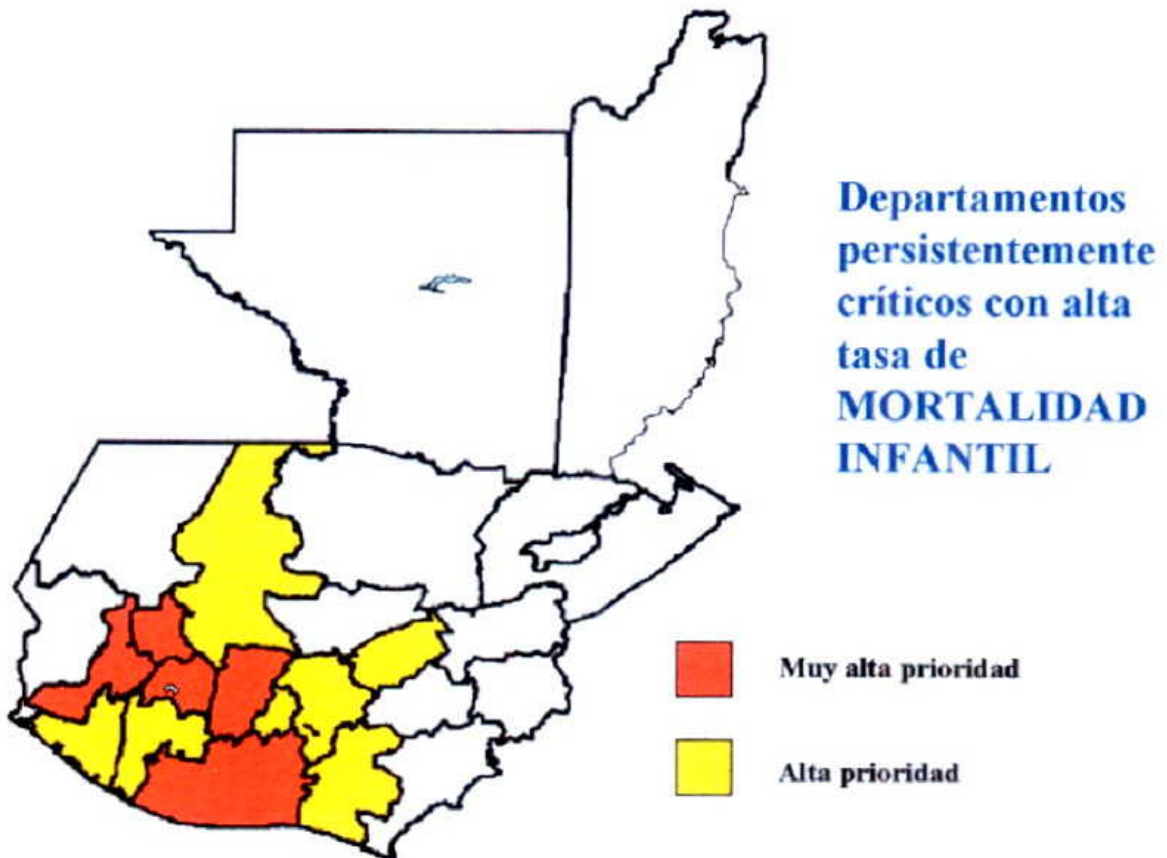 Departamentos
persistentemente
críticos con alta
tasa de
MORTALIDAD
INFANTIL
Muy alta prioridad
Alta prioridad